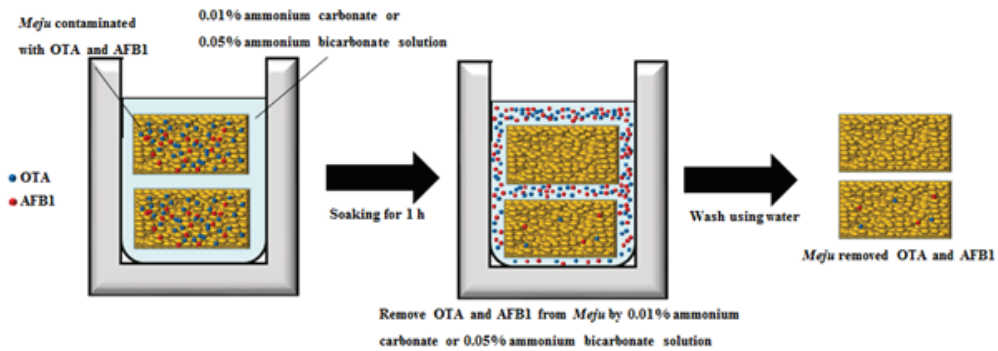 Meju contaminated
with OTA and AFB1
0.01% ammonium carbonate or
0.05% ammonium bicarbonate solution
OTA
AFB1
Soaking for 1 h
Remove OTA and AFB1 from Meju by 0.01% ammonium
carbonate or 0.05% ammonium bicarbonate solution
Wash using water
Meju removed OTA and AFB1